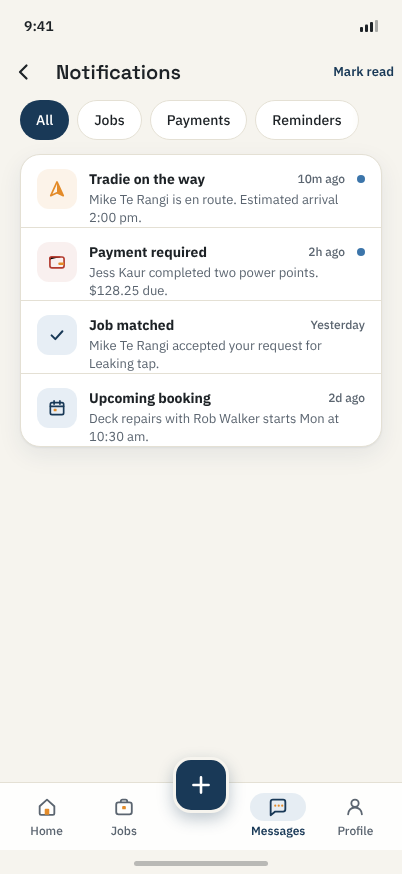 9:41
Notifications
Mark read
All
Jobs
Payments
Reminders
Tradie on the way
10m ago
Mike Te Rangi is en route. Estimated arrival
2:00 pm.
Payment required
2h ago
Jess Kaur completed two power points.
$128.25 due.
Job matched
Yesterday
Mike Te Rangi accepted your request for
Leaking tap.
Upcoming booking
2d ago
Deck repairs with Rob Walker starts Mon at
10:30 am.
Home
Jobs
Messages
Profile